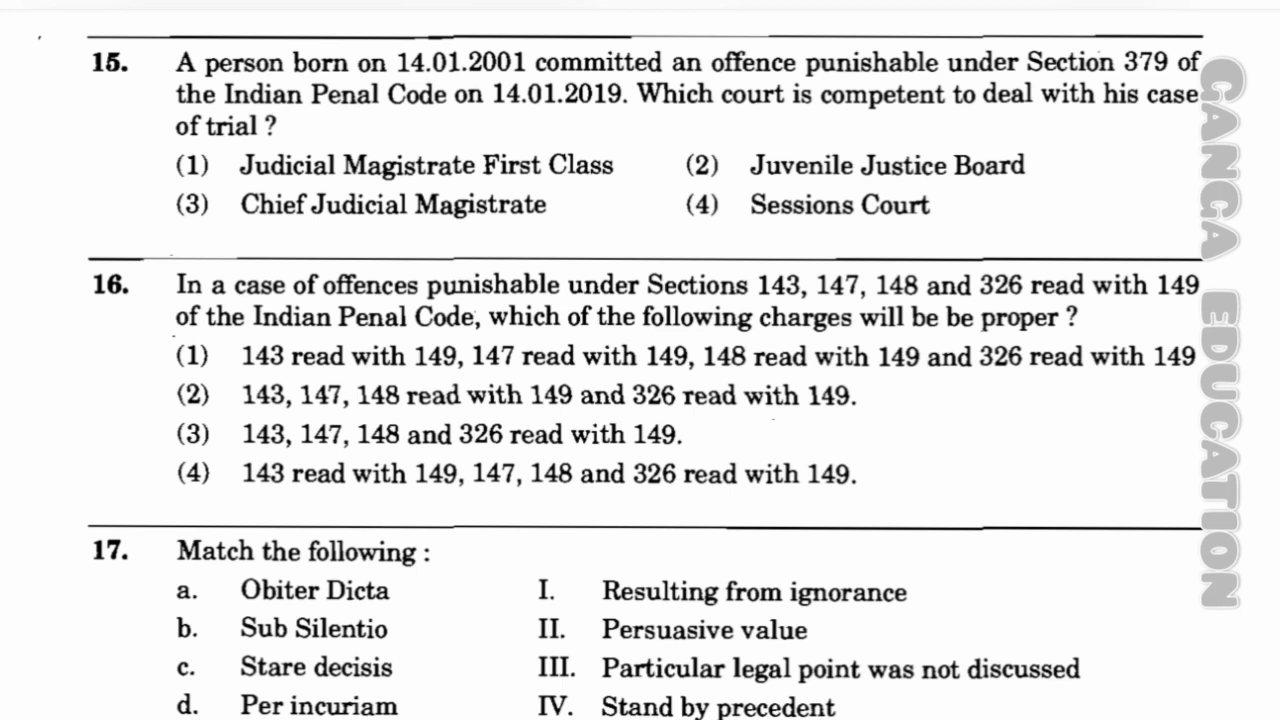 15. A person born on 14.01.2001 committed an offence punishable under Section 379 of
the Indian Penal Code on 14.01.2019. Which court is competent to deal with his case
of trial ?
(1) Judicial Magistrate First Class (2) Juvenile Justice Board
(3) Chief Judicial Magistrate (4) Sessions Court
16. In a case of offences punishable under Sections 143, 147, 148 and 326 read with 149
of the Indian Penal Code, which of the following charges will be be proper ?
(1) 143 read with 149, 147 read with 149, 148 read with 149 and 326 read with 149
(2) 143, 147, 148 read with 149 and 326 read with 149.
(3) 143, 147, 148 and 326 read with 149.
(4) 143 read with 149, 147, 148 and 326 read with 149.
17. Match the following :
a. Obiter Dicta I. Resulting from ignorance
b. Sub Silentio II. Persuasive value
c. Stare decisis III. Particular legal point was not discussed
d. Per incuriam IV. Stand by precedent
GANGA EDUCATION